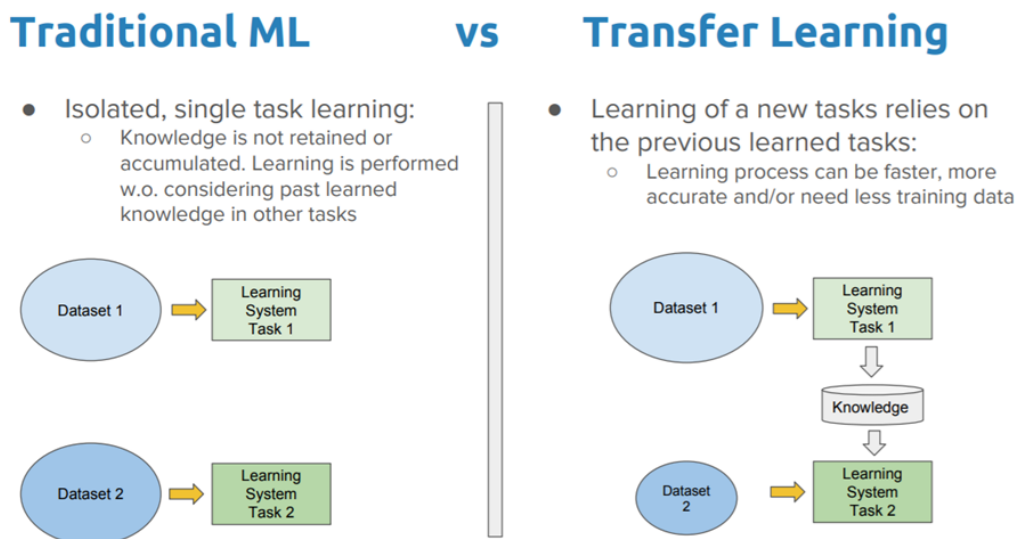 Traditional ML vs Transfer Learning
● Isolated, single task learning:
○ Knowledge is not retained or
accumulated. Learning is performed
w.o. considering past learned
knowledge in other tasks
Dataset 1
Learning
System
Task 1
Dataset 2
Learning
System
Task 2
● Learning of a new tasks relies on
the previous learned tasks:
○ Learning process can be faster, more
accurate and/or need less training data
Dataset 1
Learning
System
Task 1
Knowledge
Dataset
2
Learning
System
Task 2